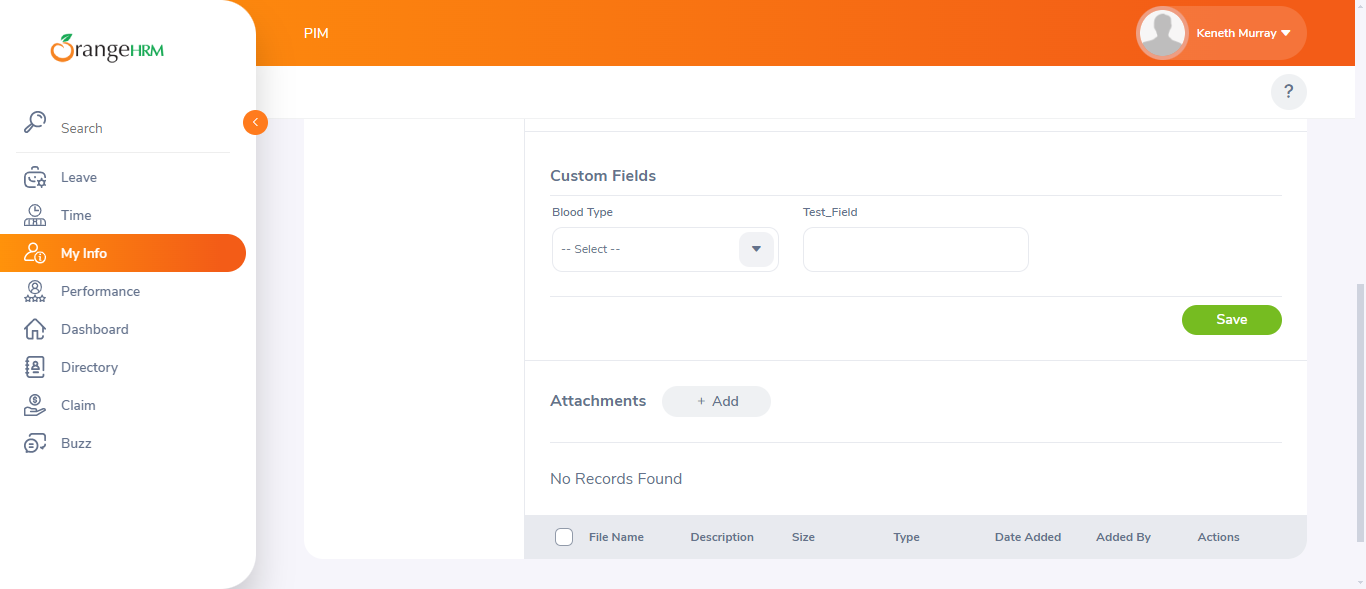 OrangeHRM
PIM
Keneth Murray
?
Search
Leave
Time
My Info
Performance
Dashboard
Directory
Claim
Buzz
Custom Fields
Blood Type
Test_Field
-- Select --
Save
Attachments
+ Add
No Records Found
File Name Description Size Type Date Added Added By Actions